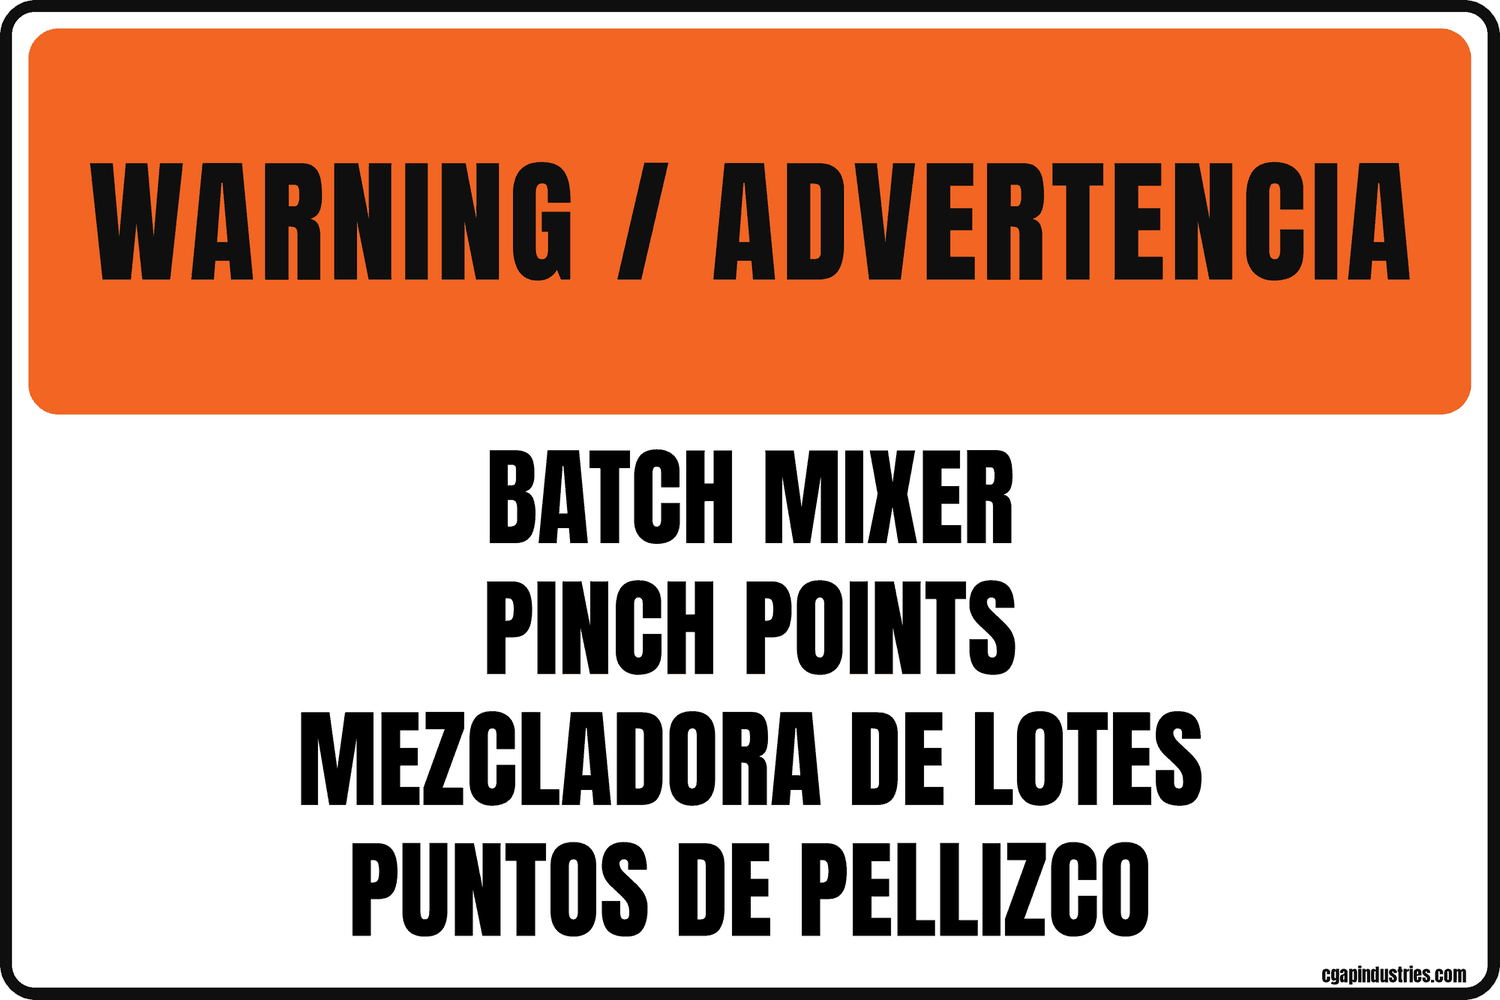 WARNING / ADVERTENCIA
BATCH MIXER
PINCH POINTS
MEZCLADORA DE LOTES
PUNTOS DE PELLIZCO
cgapindustries.com